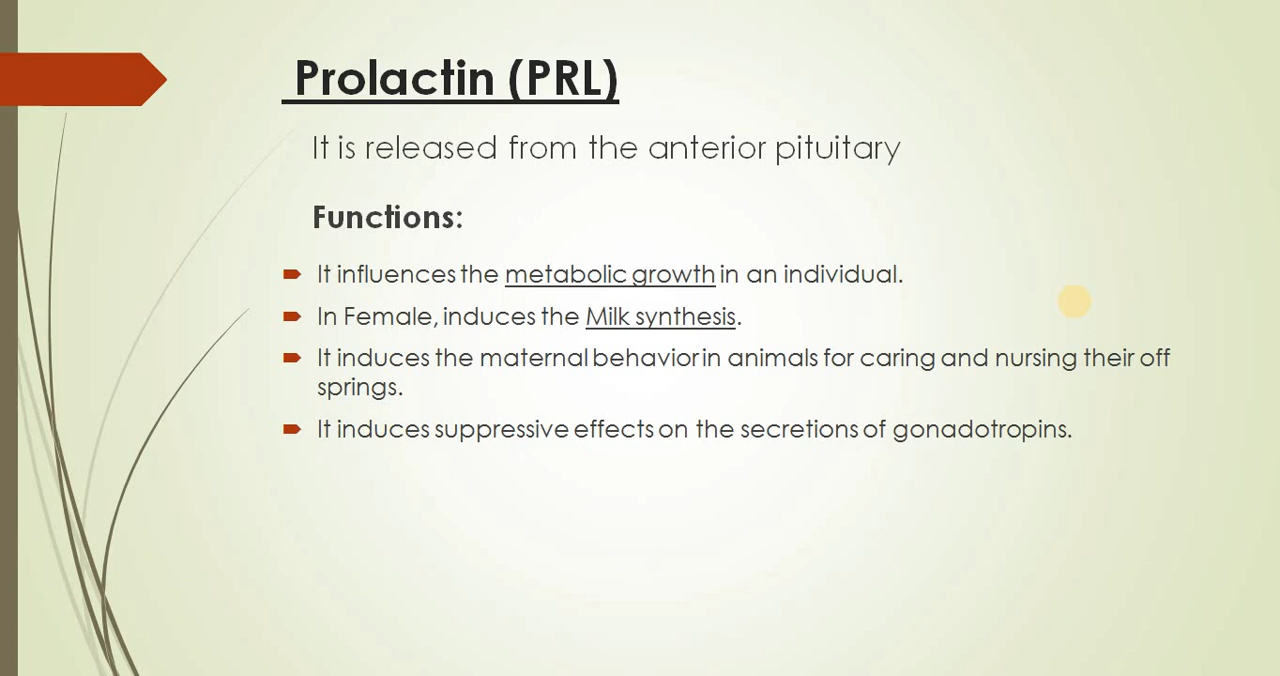 Prolactin (PRL)
It is released from the anterior pituitary
Functions:
It influences the metabolic growth in an individual.
In Female, induces the Milk synthesis.
It induces the maternal behavior in animals for caring and nursing their off
springs.
It induces suppressive effects on the secretions of gonadotropins.